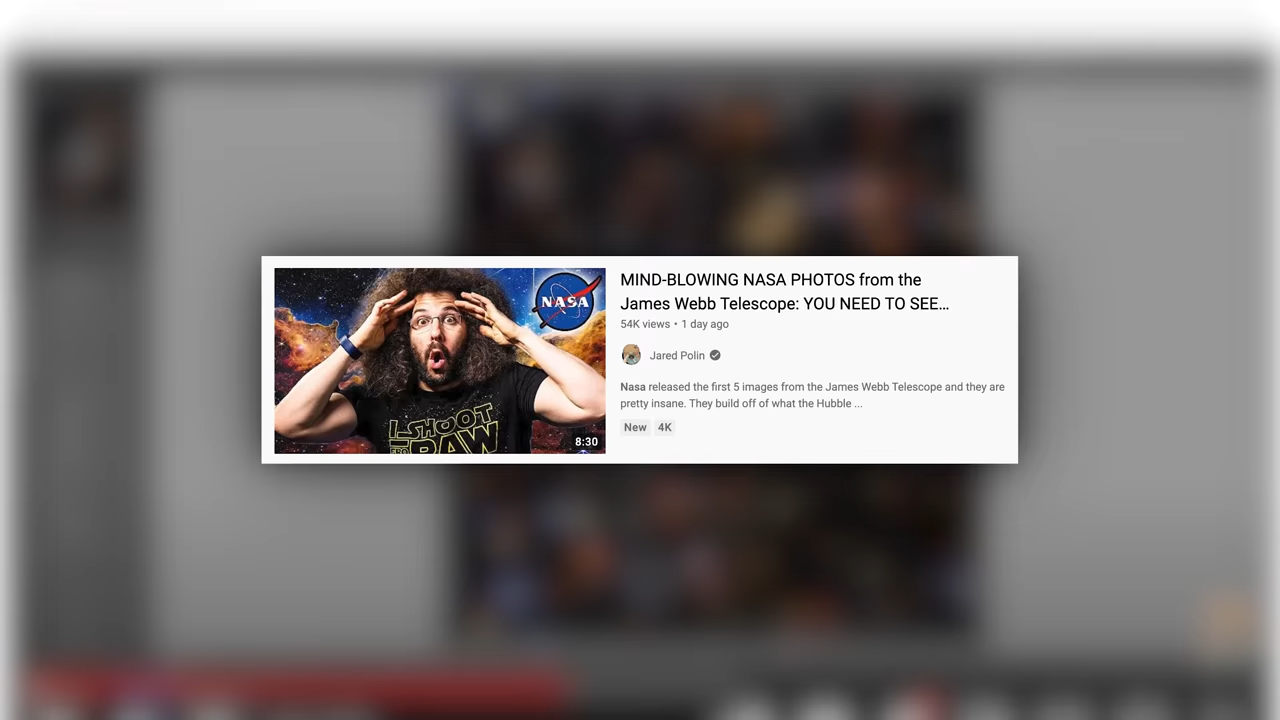 NASA
I SHOOT
RAW
8:30
MIND-BLOWING NASA PHOTOS from the
James Webb Telescope: YOU NEED TO SEE…
54K views • 1 day ago
Jared Polin
Nasa released the first 5 images from the James Webb Telescope and they are
pretty insane. They build off of what the Hubble ...
New 4K